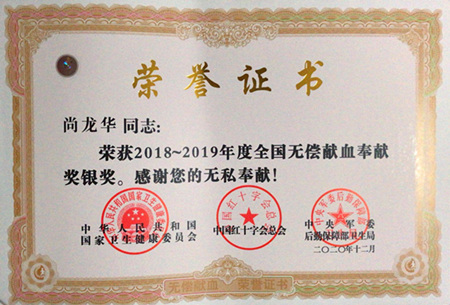 荣誉证书
尚龙华 同志:
荣获2018~2019年度全国无偿献血奉献
奖银奖。感谢您的无私奉献!
中华人民共和国 中央军委
国家卫生健康委员会 中国红十字会总会 后勤保障部卫生局
二〇二〇年十二月
无偿献血 荣誉证书